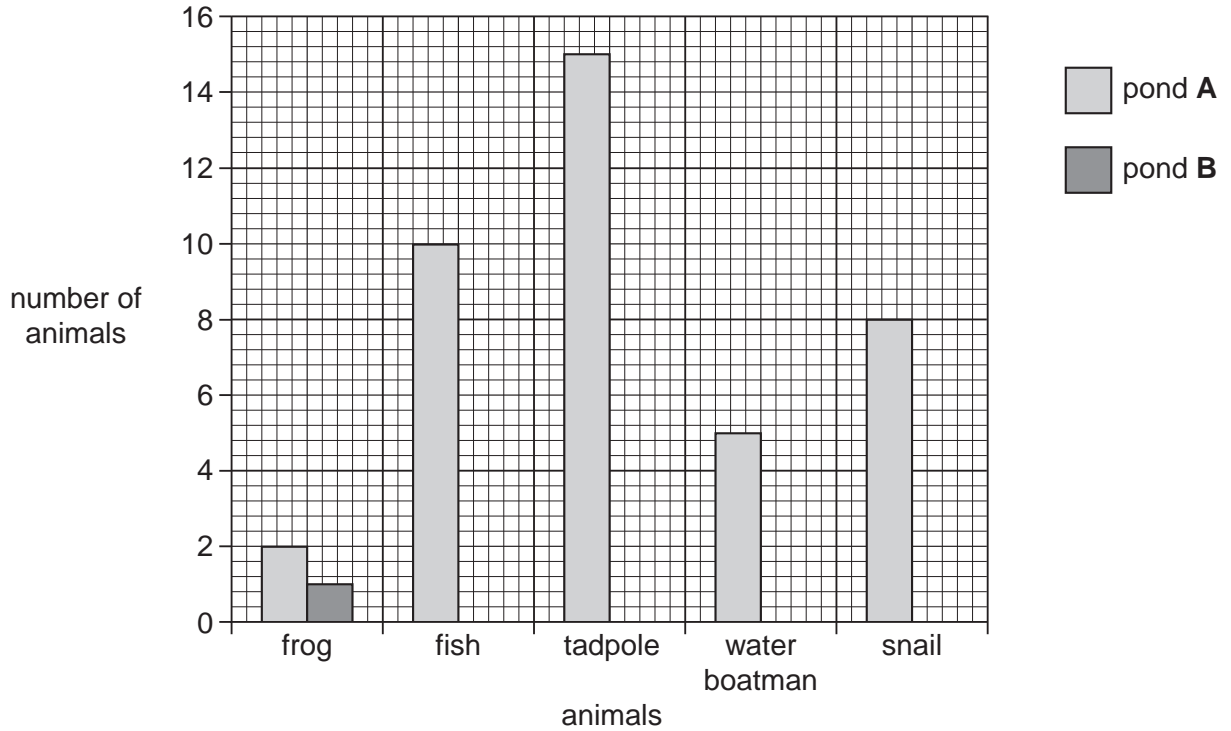 16
14
12
10
8
6
4
2
0
number of
animals
frog
fish
tadpole
water
boatman
snail
animals
pond A
pond B